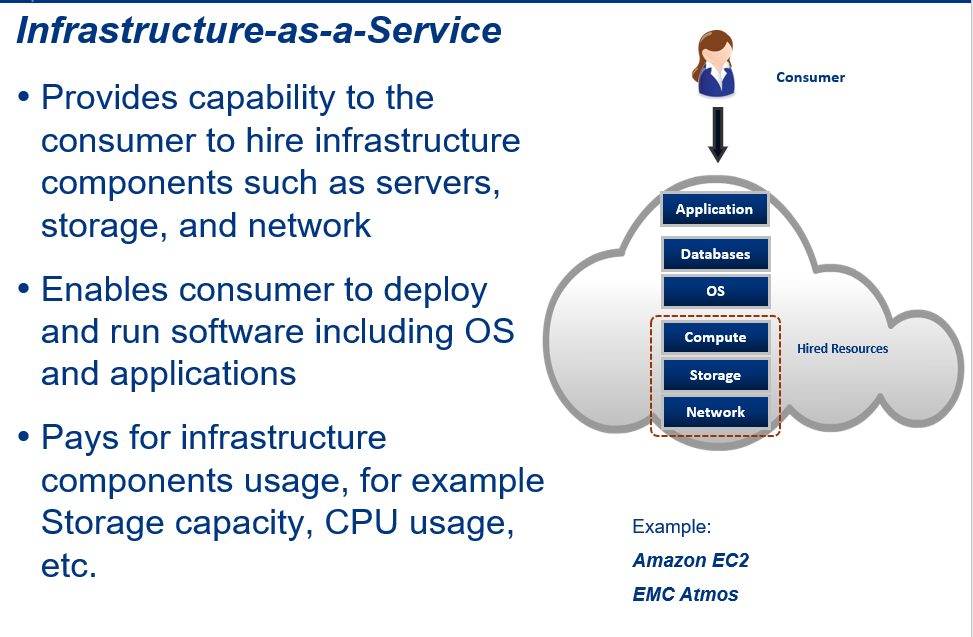 Infrastructure-as-a-Service
• Provides capability to the
consumer to hire infrastructure
components such as servers,
storage, and network
• Enables consumer to deploy
and run software including OS
and applications
• Pays for infrastructure
components usage, for example
Storage capacity, CPU usage,
etc.
Consumer
Application
Databases
OS
Compute
Storage
Network
Hired Resources
Example:
Amazon EC2
EMC Atmos